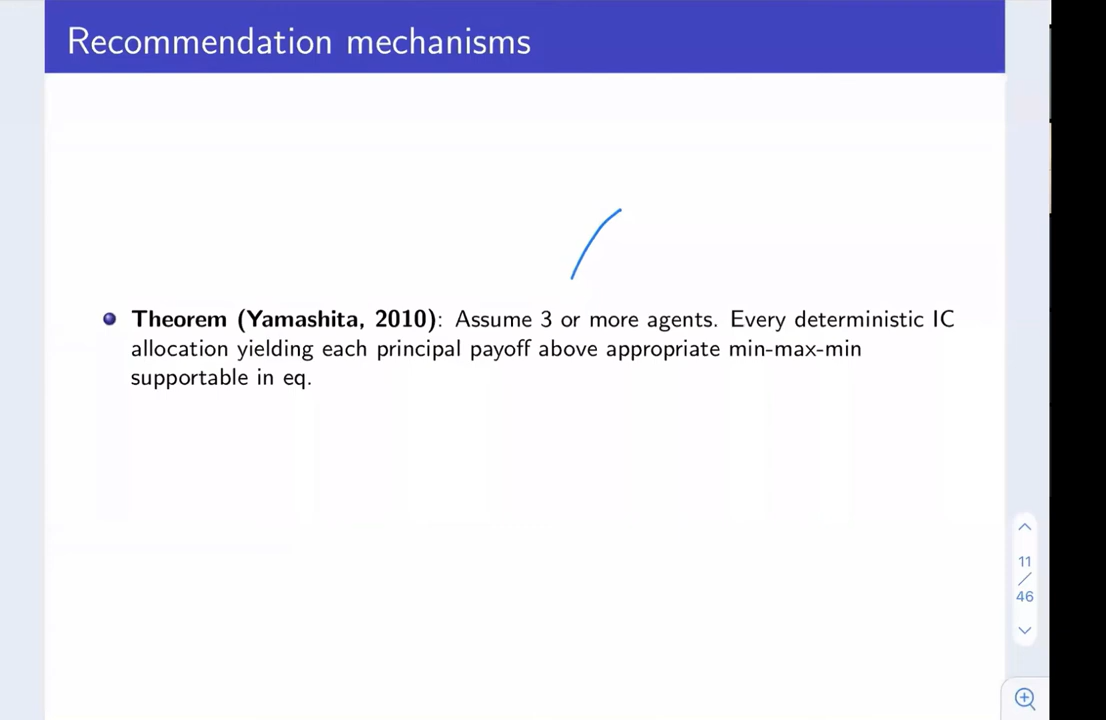 Recommendation mechanisms
Theorem (Yamashita, 2010): Assume 3 or more agents. Every deterministic IC
allocation yielding each principal payoff above appropriate min-max-min
supportable in eq.
11
/
46